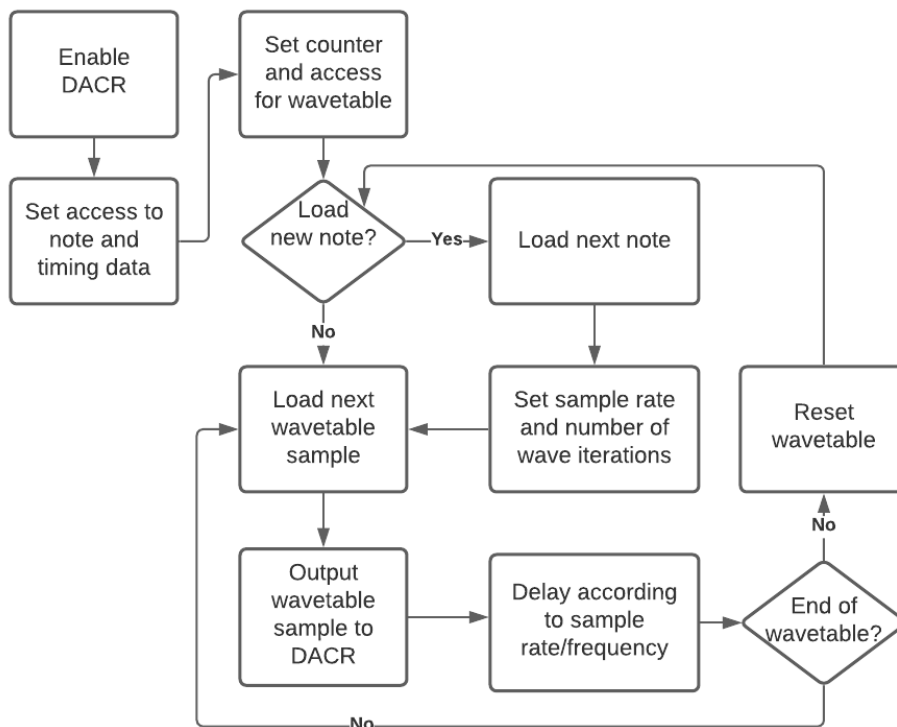 Enable
DACR
Set counter
and access
for wavetable
Set access to
note and
timing data
Load
new note?
Yes
Load next note
No
Load next
wavetable
sample
Set sample rate
and number of
wave iterations
Reset
wavetable
No
Output
wavetable
sample to
DACR
Delay according
to sample
rate/frequency
End of
wavetable?
No